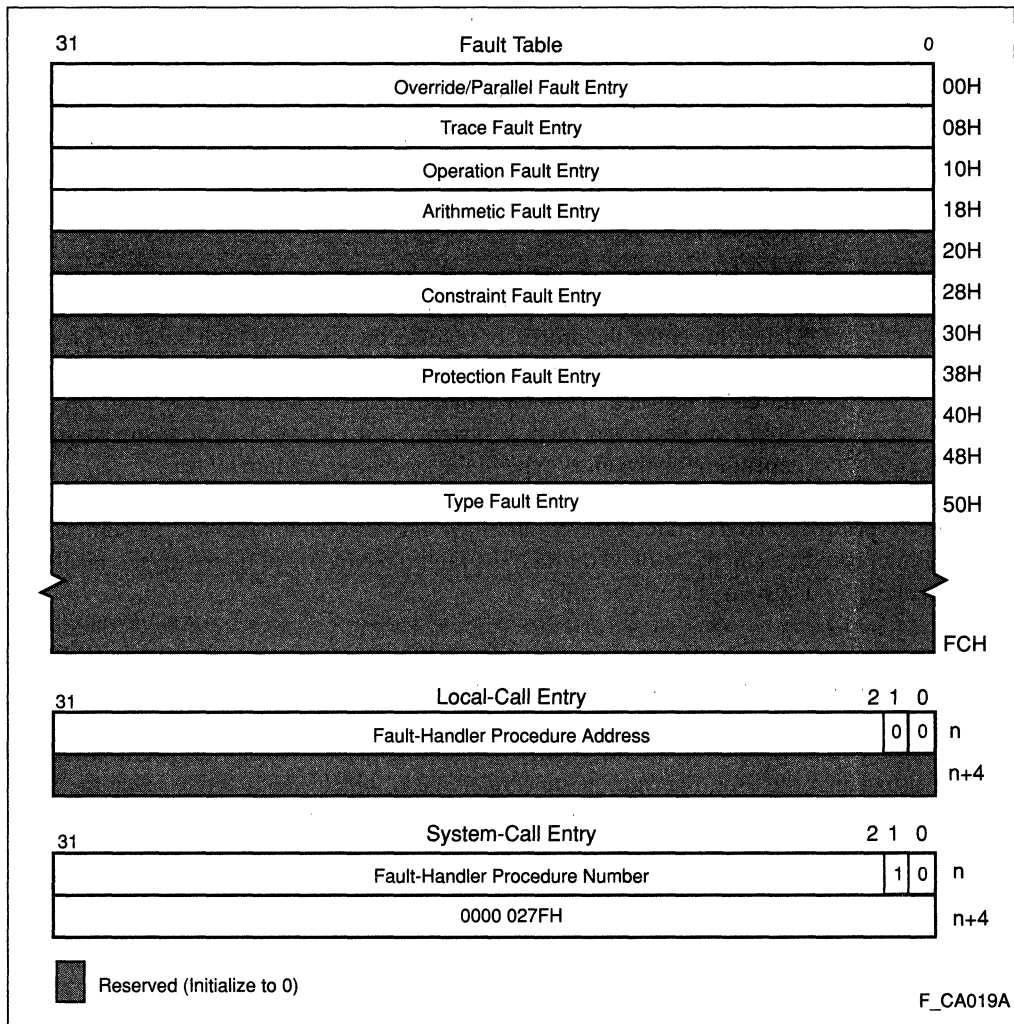 31 Fault Table 0
Override/Parallel Fault Entry 00H
Trace Fault Entry 08H
Operation Fault Entry 10H
Arithmetic Fault Entry 18H
20H
Constraint Fault Entry 28H
30H
Protection Fault Entry 38H
40H
48H
Type Fault Entry 50H
FCH
31 Local-Call Entry 2 1 0
Fault-Handler Procedure Address 0 0 n
n+4
31 System-Call Entry 2 1 0
Fault-Handler Procedure Number 1 0 n
0000 027FH n+4
Reserved (Initialize to 0)
F_CA019A